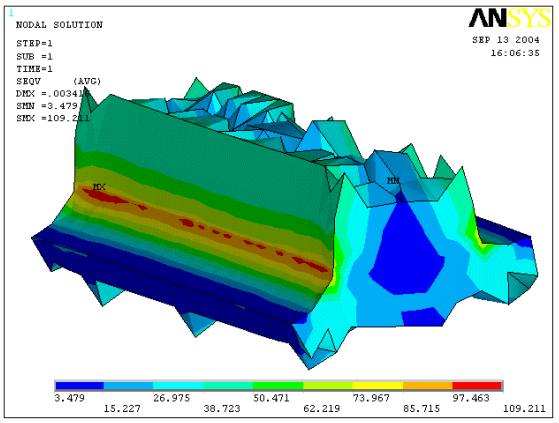 1
NODAL SOLUTION
ANSYS
STEP=1
SUB =1
TIME=1
SEQV (AVG)
DMX =.003416
SMN =3.479
SMX =109.211
SEP 13 2004
16:06:35
MX
MN
3.479 26.975 50.471 73.967 97.463
15.227 38.723 62.219 85.715 109.211